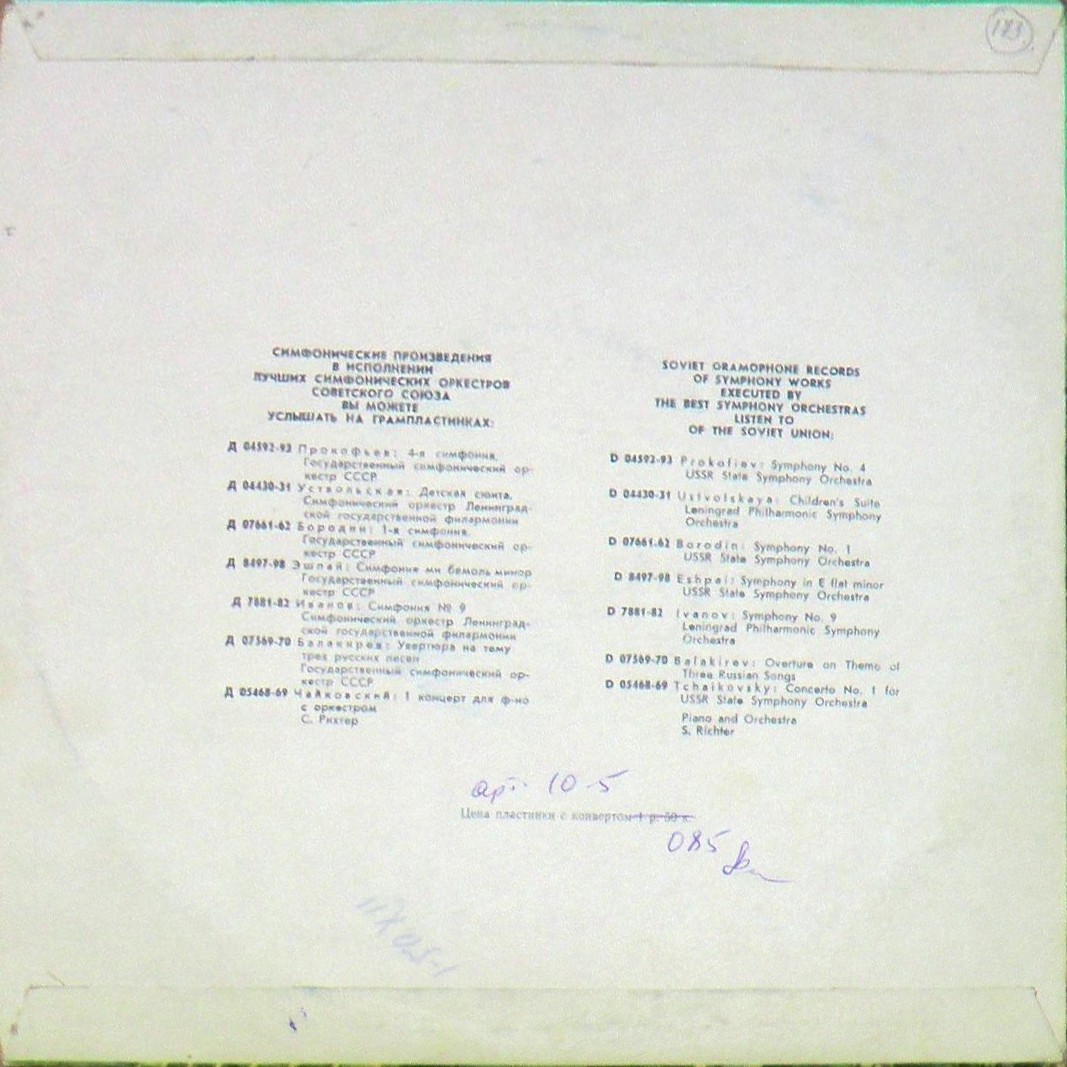 183
СИМФОНИЧЕСКИЕ ПРОИЗВЕДЕНИЯ
В ИСПОЛНЕНИИ
ЛУЧШИХ СИМФОНИЧЕСКИХ ОРКЕСТРОВ
СОВЕТСКОГО СОЮЗА
ВЫ МОЖЕТЕ
УСЛЫШАТЬ НА ГРАМПЛАСТИНКАХ:
Д 04592-93 Прокофьев: 4-я симфония.
Государственный симфонический ор-
кестр СССР
Д 04430-31 Уствольская: Детская сюита.
Симфонический оркестр Ленинград-
ской государственной филармонии
Д 07661-62 Бородин: 1-я симфония.
Государственный симфонический ор-
кестр СССР
Д 8497-98 Эшпай: Симфония ми бемоль минор
Государственный симфонический ор-
кестр СССР
Д 7881-82 Иванов: Симфония № 9
Симфонический оркестр Ленинград-
ской государственной филармонии
Д 07569-70 Балакирев: Увертюра на тему
трех русских песен
Государственный симфонический ор-
кестр СССР
Д 05468-69 Чайковский: 1 концерт для ф-но
с оркестром
С. Рихтер
SOVIET GRAMOPHONE RECORDS
OF SYMPHONY WORKS
EXECUTED BY
THE BEST SYMPHONY ORCHESTRAS
LISTEN TO
OF THE SOVIET UNION:
D 04592-93 Prokofiev: Symphony No. 4
USSR State Symphony Orchestra
D 04430-31 Ustvolskaya: Children's Suite
Leningrad Philharmonic Symphony
Orchestra
D 07661-62 Borodin: Symphony No. 1
USSR State Symphony Orchestra
D 8497-98 Eshpai: Symphony in E flat minor
USSR State Symphony Orchestra
D 7881-82 Ivanov: Symphony No. 9
Leningrad Philharmonic Symphony
Orchestra
D 07569-70 Balakirev: Overture on Theme of
Three Russian Songs
D 05468-69 Tchaikovsky: Concerto No. 1 for
USSR State Symphony Orchestra
Piano and Orchestra
S. Richter
арт 10-5
Цена пластинки с конвертом 1 р. 50 к.
085